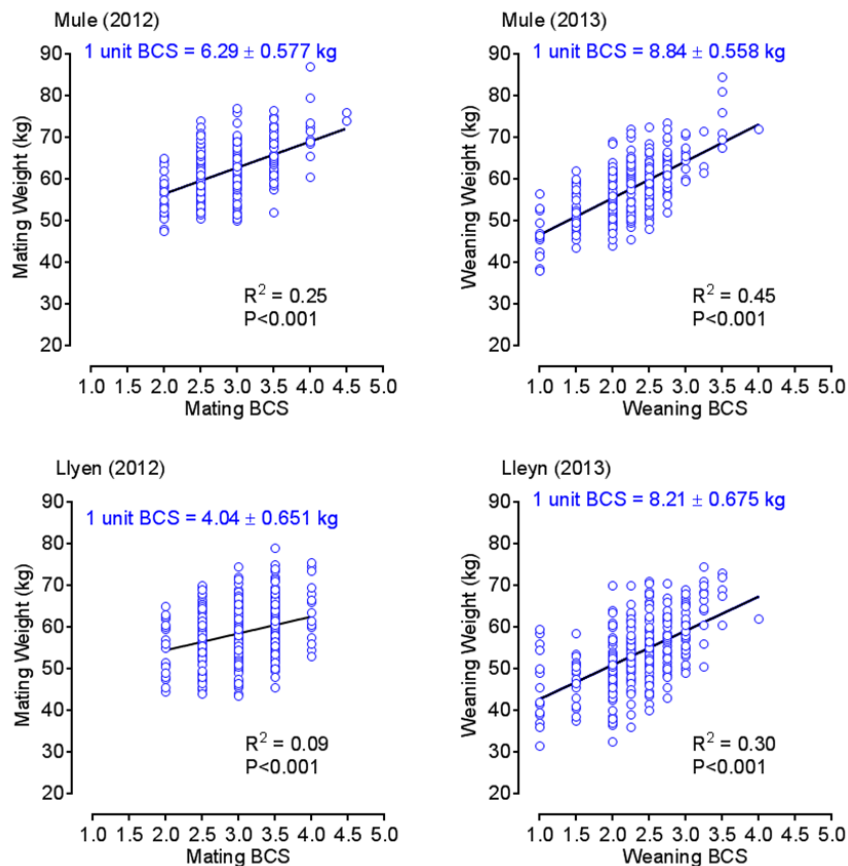 Mule (2012)
1 unit BCS = 6.29 ± 0.577 kg
Mating Weight (kg)
90
80
70
60
50
40
30
20
R² = 0.25
P<0.001
1.0 1.5 2.0 2.5 3.0 3.5 4.0 4.5 5.0
Mating BCS
Mule (2013)
1 unit BCS = 8.84 ± 0.558 kg
Weaning Weight (kg)
90
80
70
60
50
40
30
20
R² = 0.45
P<0.001
1.0 1.5 2.0 2.5 3.0 3.5 4.0 4.5 5.0
Weaning BCS
Llyen (2012)
1 unit BCS = 4.04 ± 0.651 kg
Mating Weight (kg)
90
80
70
60
50
40
30
20
R² = 0.09
P<0.001
1.0 1.5 2.0 2.5 3.0 3.5 4.0 4.5 5.0
Mating BCS
Lleyn (2013)
1 unit BCS = 8.21 ± 0.675 kg
Weaning Weight (kg)
90
80
70
60
50
40
30
20
R² = 0.30
P<0.001
1.0 1.5 2.0 2.5 3.0 3.5 4.0 4.5 5.0
Weaning BCS